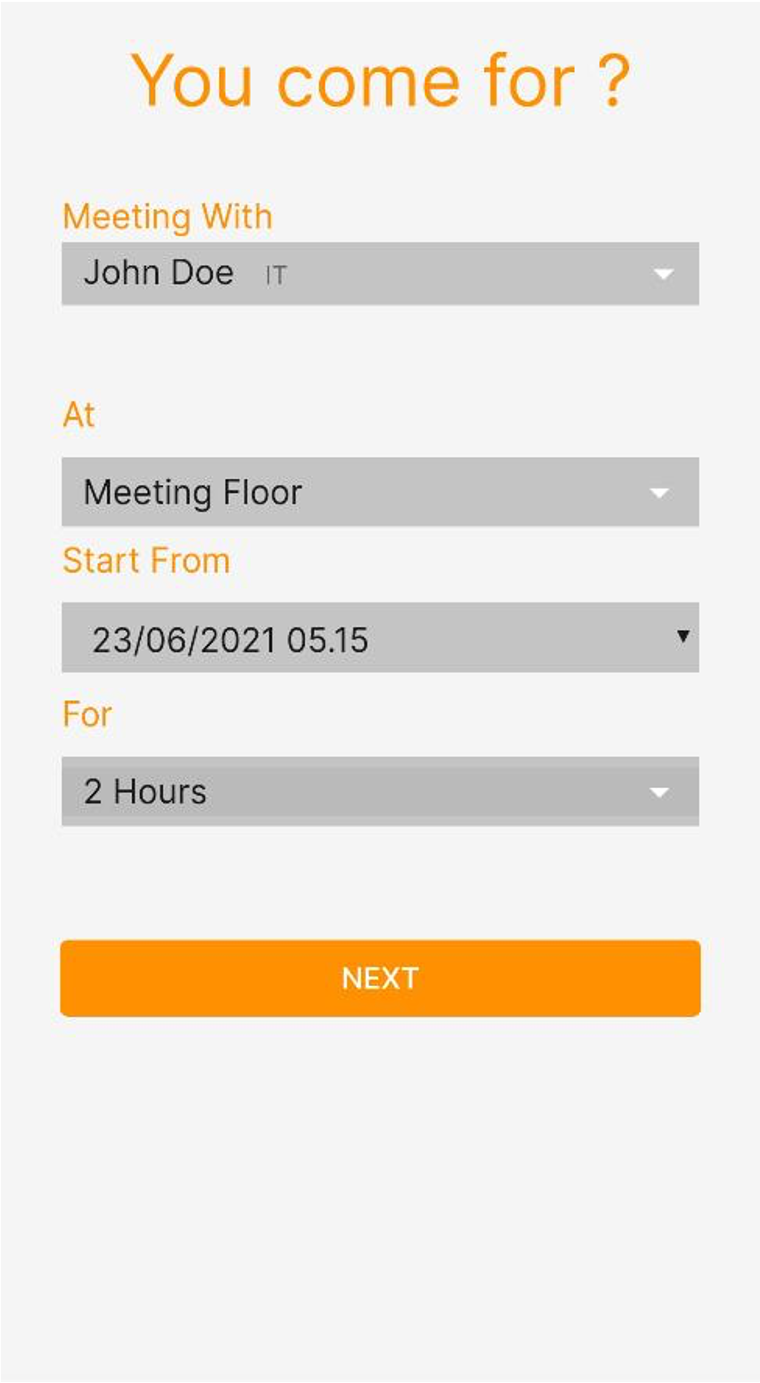 You come for ?
Meeting With
John Doe IT
At
Meeting Floor
Start From
23/06/2021 05.15
For
2 Hours
NEXT